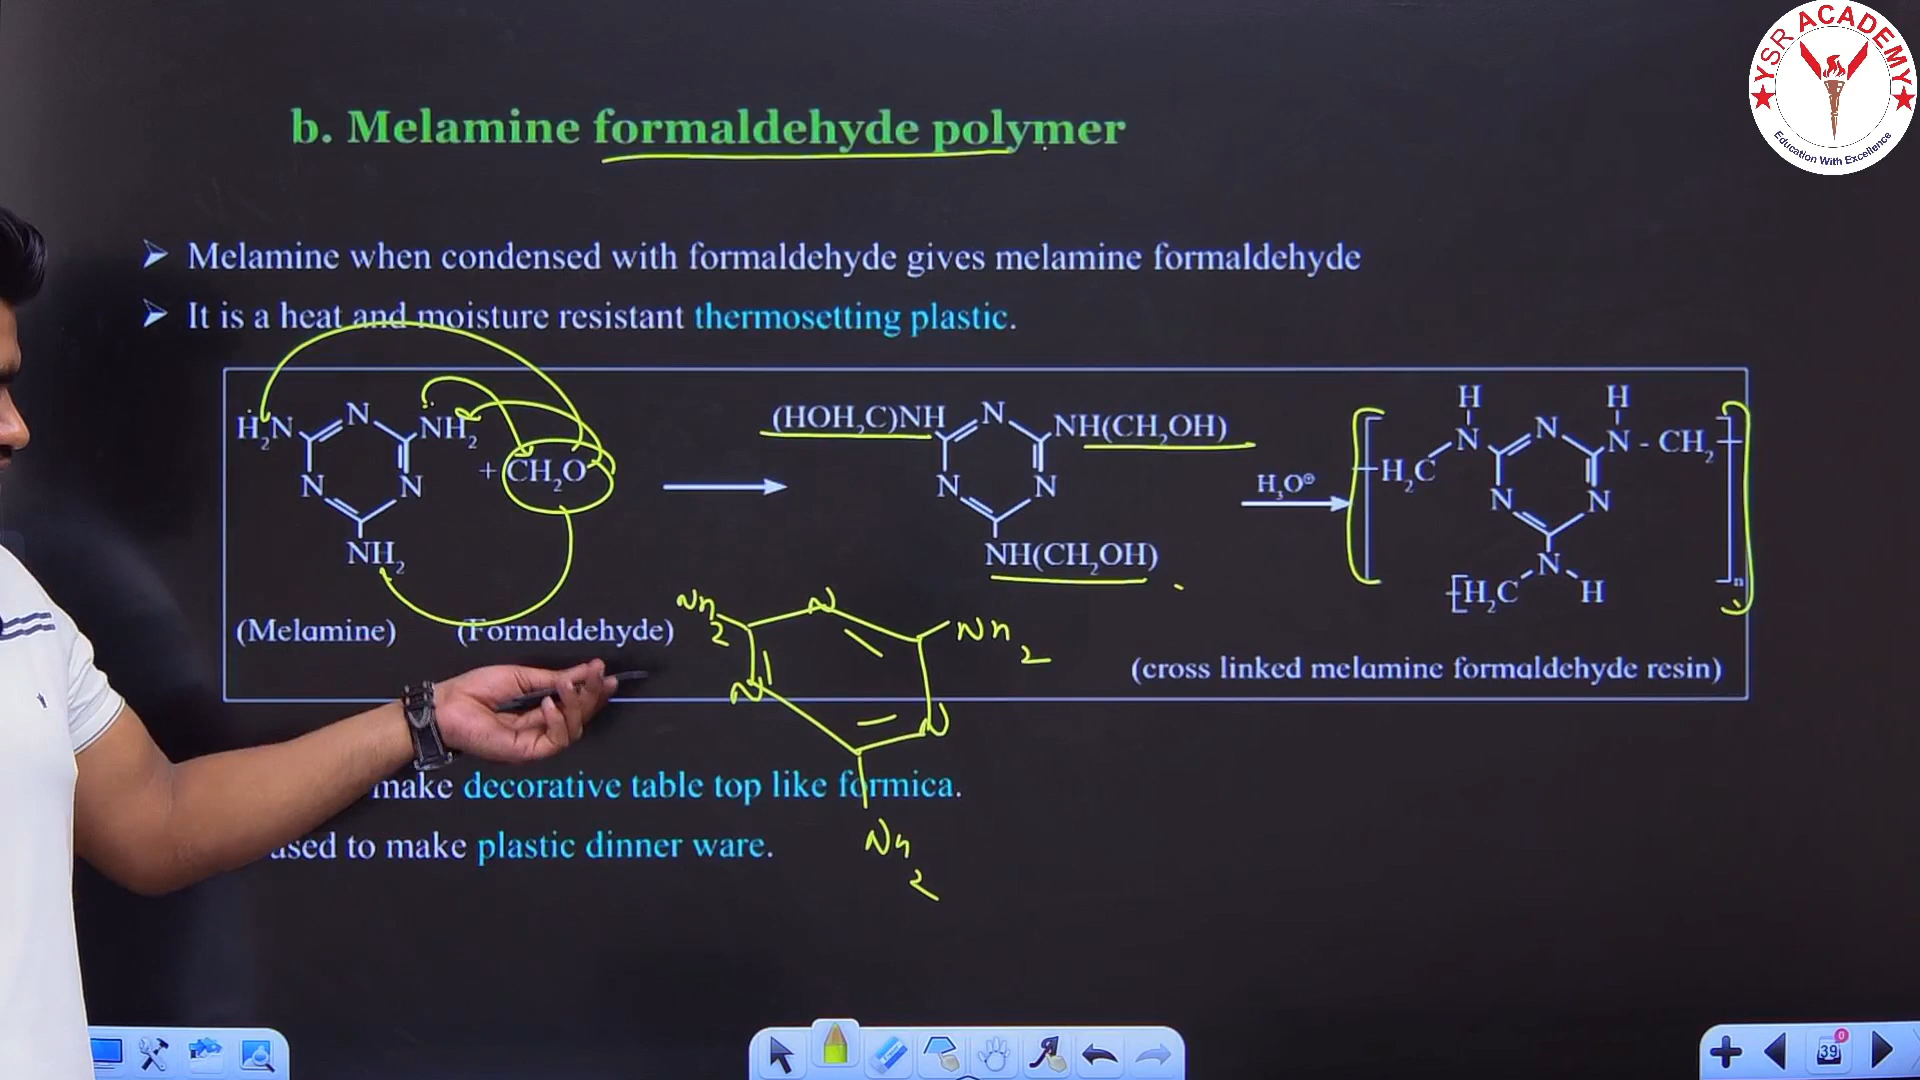 YSR ACADEMY
Education With Excellence
b. Melamine formaldehyde polymer
➤ Melamine when condensed with formaldehyde gives melamine formaldehyde
➤ It is a heat and moisture resistant thermosetting plastic.
H₂N N NH₂
N N
NH₂
+ CH₂O
(HOH₂C)NH N NH(CH₂OH)
N N
NH(CH₂OH)
H₃O⊕
H H
N N N - CH₂
H₂C
N N
N
H₂C H
n
(Melamine) (Formaldehyde)
(cross linked melamine formaldehyde resin)
Nh₂ N Nh₂
N N
Nh₂
make decorative table top like formica.
used to make plastic dinner ware.
39
0